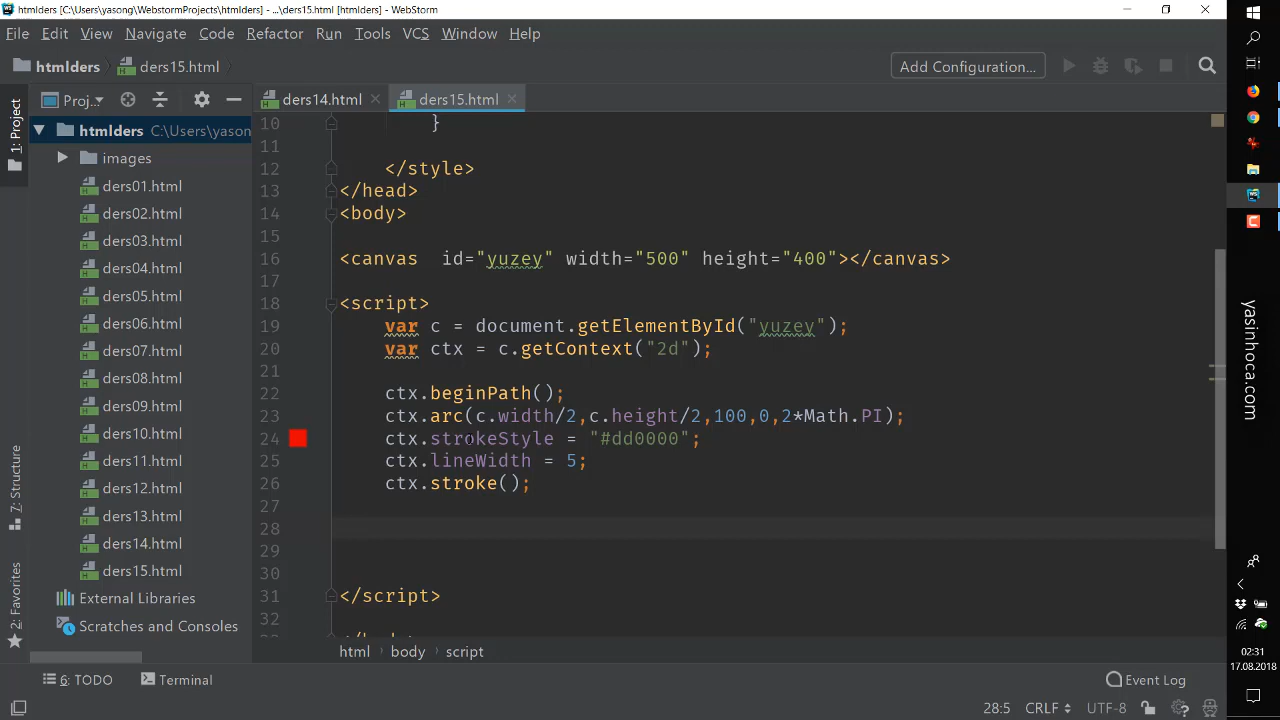 htmlders [C:\Users\yasong\WebstormProjects\htmlders] - ...\ders15.html [htmlders] - WebStorm
File Edit View Navigate Code Refactor Run Tools VCS Window Help
htmlders ders15.html Add Configuration...
Proj... ders14.html ders15.html
1: Project
7: Structure
2: Favorites
htmlders C:\Users\yason
images
ders01.html
ders02.html
ders03.html
ders04.html
ders05.html
ders06.html
ders07.html
ders08.html
ders09.html
ders10.html
ders11.html
ders12.html
ders13.html
ders14.html
ders15.html
External Libraries
Scratches and Consoles
10 }
11
12 </style>
13 </head>
14 <body>
15
16 <canvas  id="yuzey" width="500" height="400"></canvas>
17
18 <script>
19 var c = document.getElementById("yuzey");
20 var ctx = c.getContext("2d");
21
22 ctx.beginPath();
23 ctx.arc(c.width/2,c.height/2,100,0,2*Math.PI);
24 ctx.strokeStyle = "#dd0000";
25 ctx.lineWidth = 5;
26 ctx.stroke();
27
28
29
30
31 </script>
32
html body script
6: TODO Terminal Event Log
28:5 CRLF UTF-8
yasinhoca.com
02:31
17.08.2018